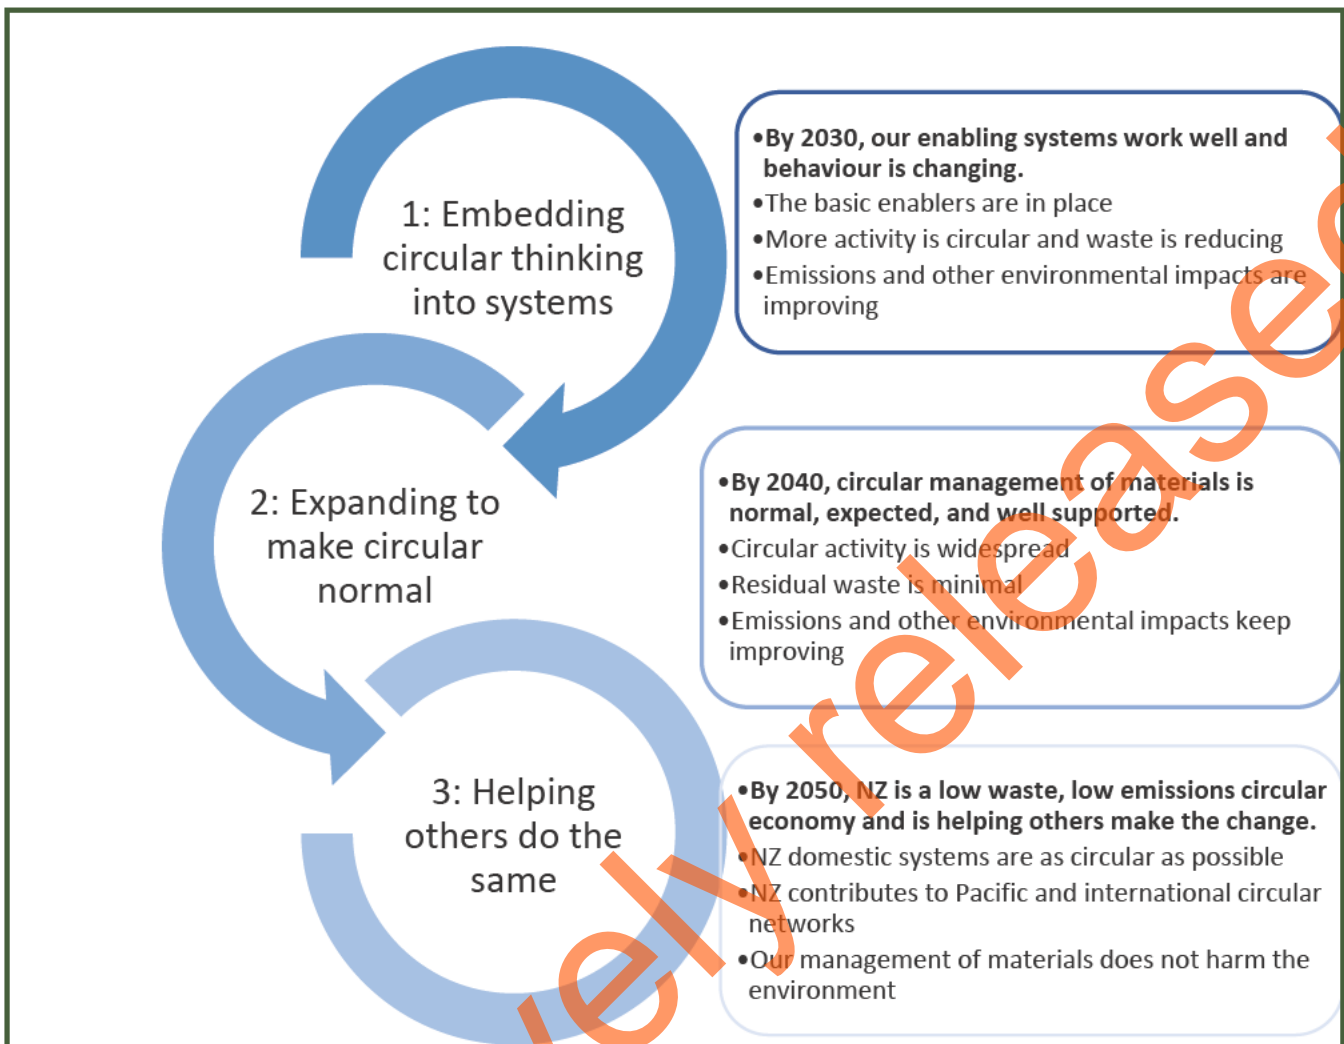 1: Embedding
circular thinking
into systems
•By 2030, our enabling systems work well and
behaviour is changing.
•The basic enablers are in place
•More activity is circular and waste is reducing
•Emissions and other environmental impacts are
improving
2: Expanding to
make circular
normal
•By 2040, circular management of materials is
normal, expected, and well supported.
•Circular activity is widespread
•Residual waste is minimal
•Emissions and other environmental impacts keep
improving
3: Helping
others do the
same
•By 2050, NZ is a low waste, low emissions circular
economy and is helping others make the change.
•NZ domestic systems are as circular as possible
•NZ contributes to Pacific and international circular
networks
•Our management of materials does not harm the
environment
released